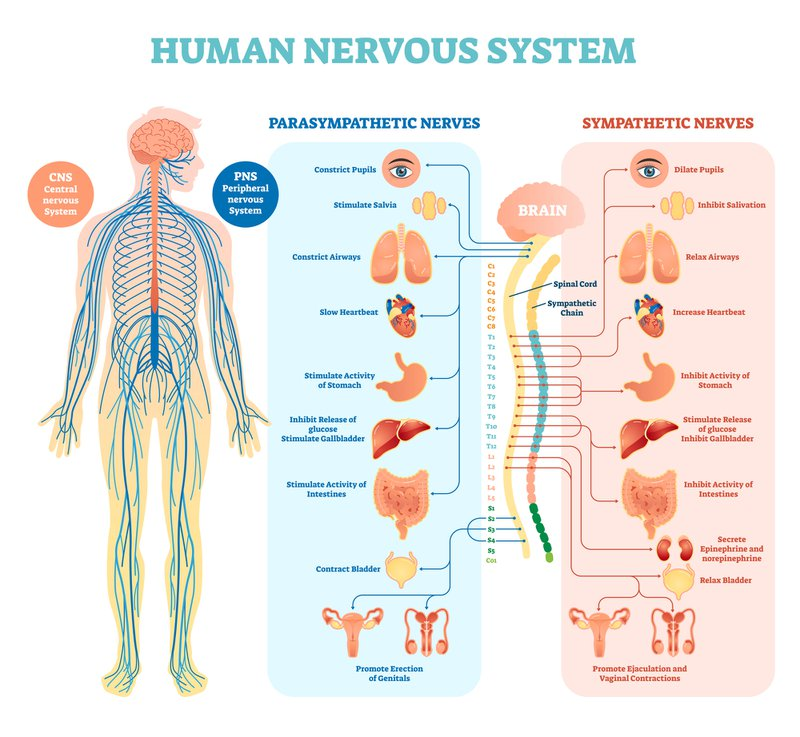 HUMAN NERVOUS SYSTEM
CNS
Central
nervous
System
PNS
Peripheral
nervous
System
PARASYMPATHETIC NERVES
Constrict Pupils
Stimulate Salvia
Constrict Airways
Slow Heartbeat
Stimulate Activity
of Stomach
Inhibit Release of
glucose
Stimulate Gallbladder
Stimulate Activity of
Intestines
Contract Bladder
Promote Erection
of Genitals
BRAIN
Spinal Cord
Sympathetic
Chain
C1
C2
C3
C4
C5
C6
C7
C8
T1
T2
T3
T4
T5
T6
T7
T8
T9
T10
T11
T12
L1
L2
L3
L4
L5
S1
S2
S3
S4
S5
CO1
SYMPATHETIC NERVES
Dilate Pupils
Inhibit Salivation
Relax Airways
Increase Heartbeat
Inhibit Activity of
Stomach
Stimulate Release
of glucose
Inhibit Gallbladder
Inhibit Activity of
Intestines
Secrete
Epinephrine and
norepinephrine
Relax Bladder
Promote Ejaculation and
Vaginal Contractions